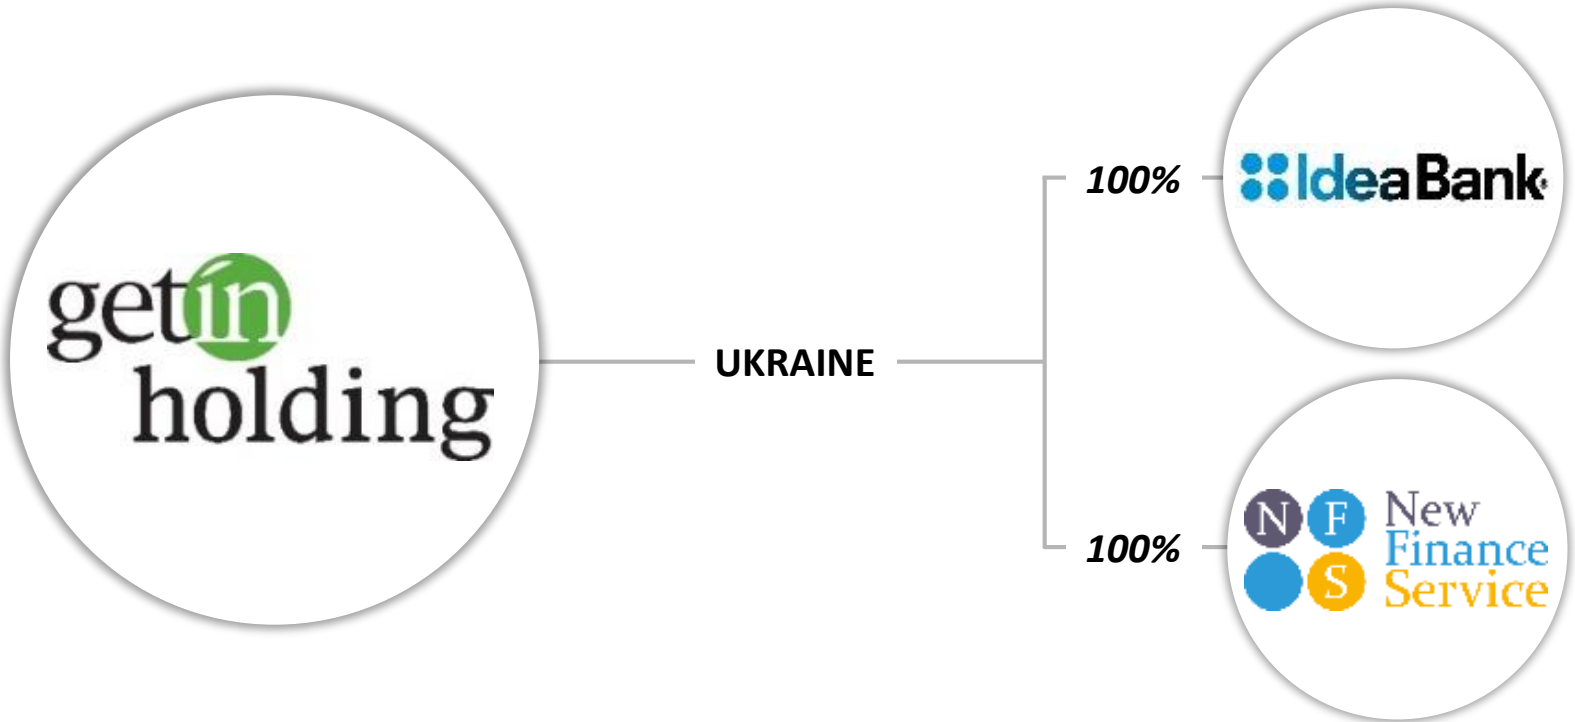 getin
holding
UKRAINE
100%
IdeaBank
100%
N F
S
New
Finance
Service